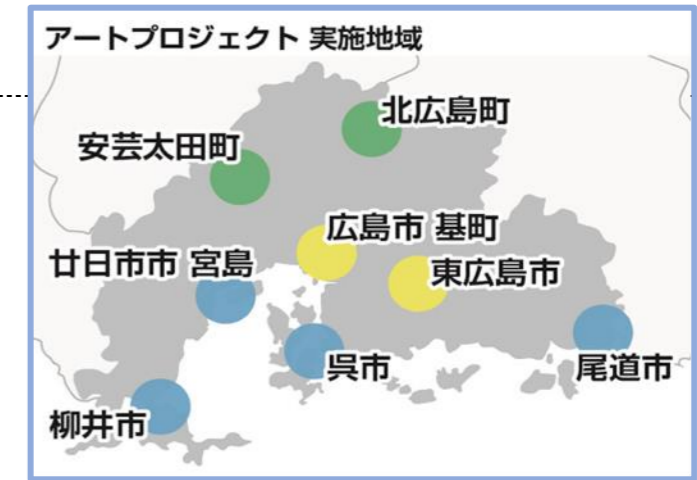 アートプロジェクト 実施地域
北広島町
安芸太田町
広島市 基町
廿日市市 宮島
東広島市
呉市
尾道市
柳井市